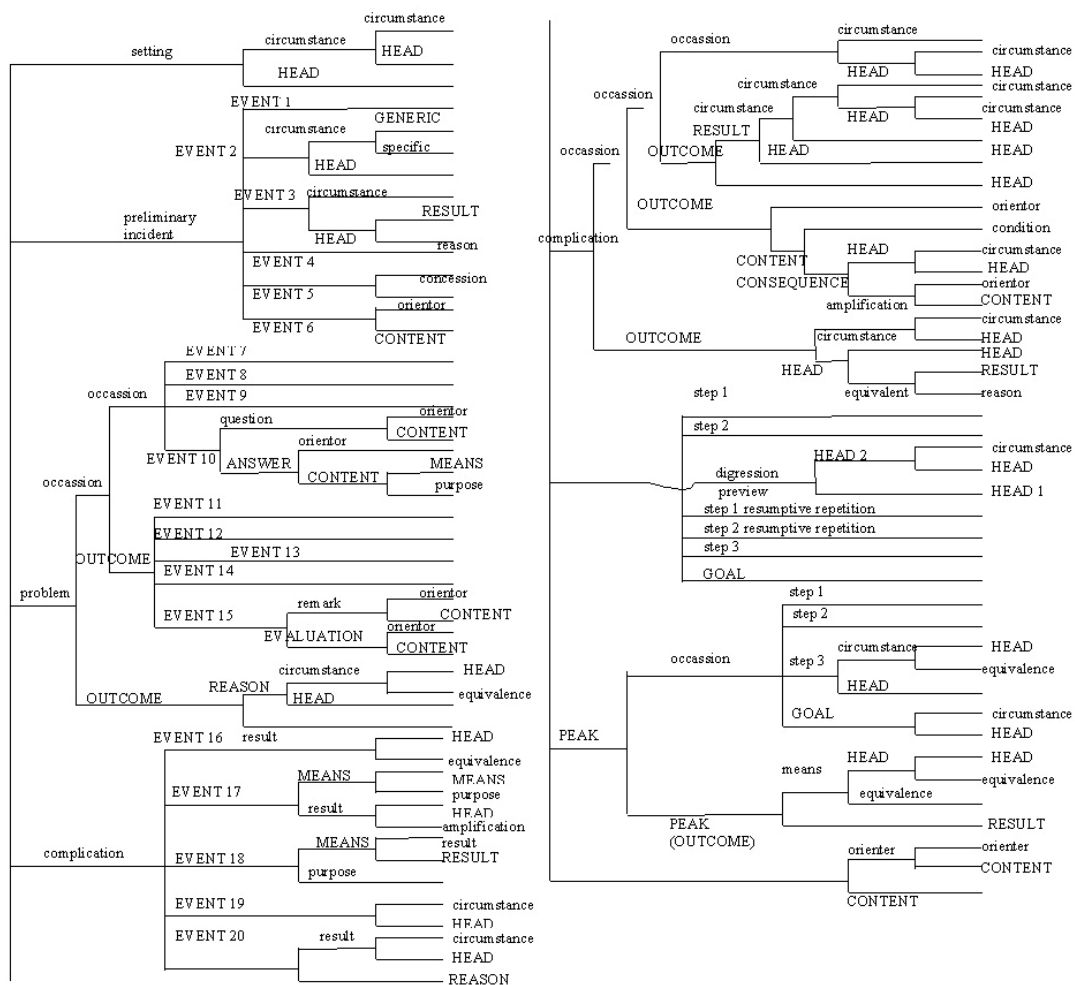 circumstance
circumstance
setting
HEAD
HEAD
EVENT 1
GENERIC
circumstance
EVENT 2
specific
HEAD
EVENT 3
circumstance
RESULT
preliminary
incident
HEAD
reason
EVENT 4
concession
EVENT 5
orientor
EVENT 6
CONTENT
EVENT 7
EVENT 8
occassion
EVENT 9
orientor
question
CONTENT
orientor
EVENT 10
ANSWER
MEANS
CONTENT
occassion
purpose
EVENT 11
EVENT 12
EVENT 13
OUTCOME
EVENT 14
problem
orientor
remark
EVENT 15
CONTENT
orientor
EVALUATION
CONTENT
circumstance
HEAD
REASON
equivalence
OUTCOME
HEAD
EVENT 16
result
HEAD
equivalence
MEANS
MEANS
EVENT 17
purpose
result
HEAD
amplification
MEANS
result
complication
EVENT 18
RESULT
purpose
EVENT 19
circumstance
HEAD
EVENT 20
result
circumstance
HEAD
REASON
circumstance
occassion
circumstance
HEAD
HEAD
circumstance
circumstance
occassion
circumstance
circumstance
HEAD
RESULT
HEAD
occassion
OUTCOME
HEAD
HEAD
HEAD
OUTCOME
orientor
condition
complication
HEAD
circumstance
CONTENT
HEAD
CONSEQUENCE
orientor
amplification
CONTENT
circumstance
OUTCOME
circumstance
HEAD
HEAD
HEAD
RESULT
step 1
equivalent
reason
step 2
circumstance
HEAD 2
HEAD
digression
preview
HEAD 1
step 1 resumptive repetition
step 2 resumptive repetition
step 3
GOAL
step 1
step 2
circumstance
HEAD
occassion
step 3
equivalence
HEAD
GOAL
circumstance
HEAD
PEAK
HEAD
HEAD
means
equivalence
equivalence
PEAK
(OUTCOME)
RESULT
orienter
orienter
CONTENT
CONTENT